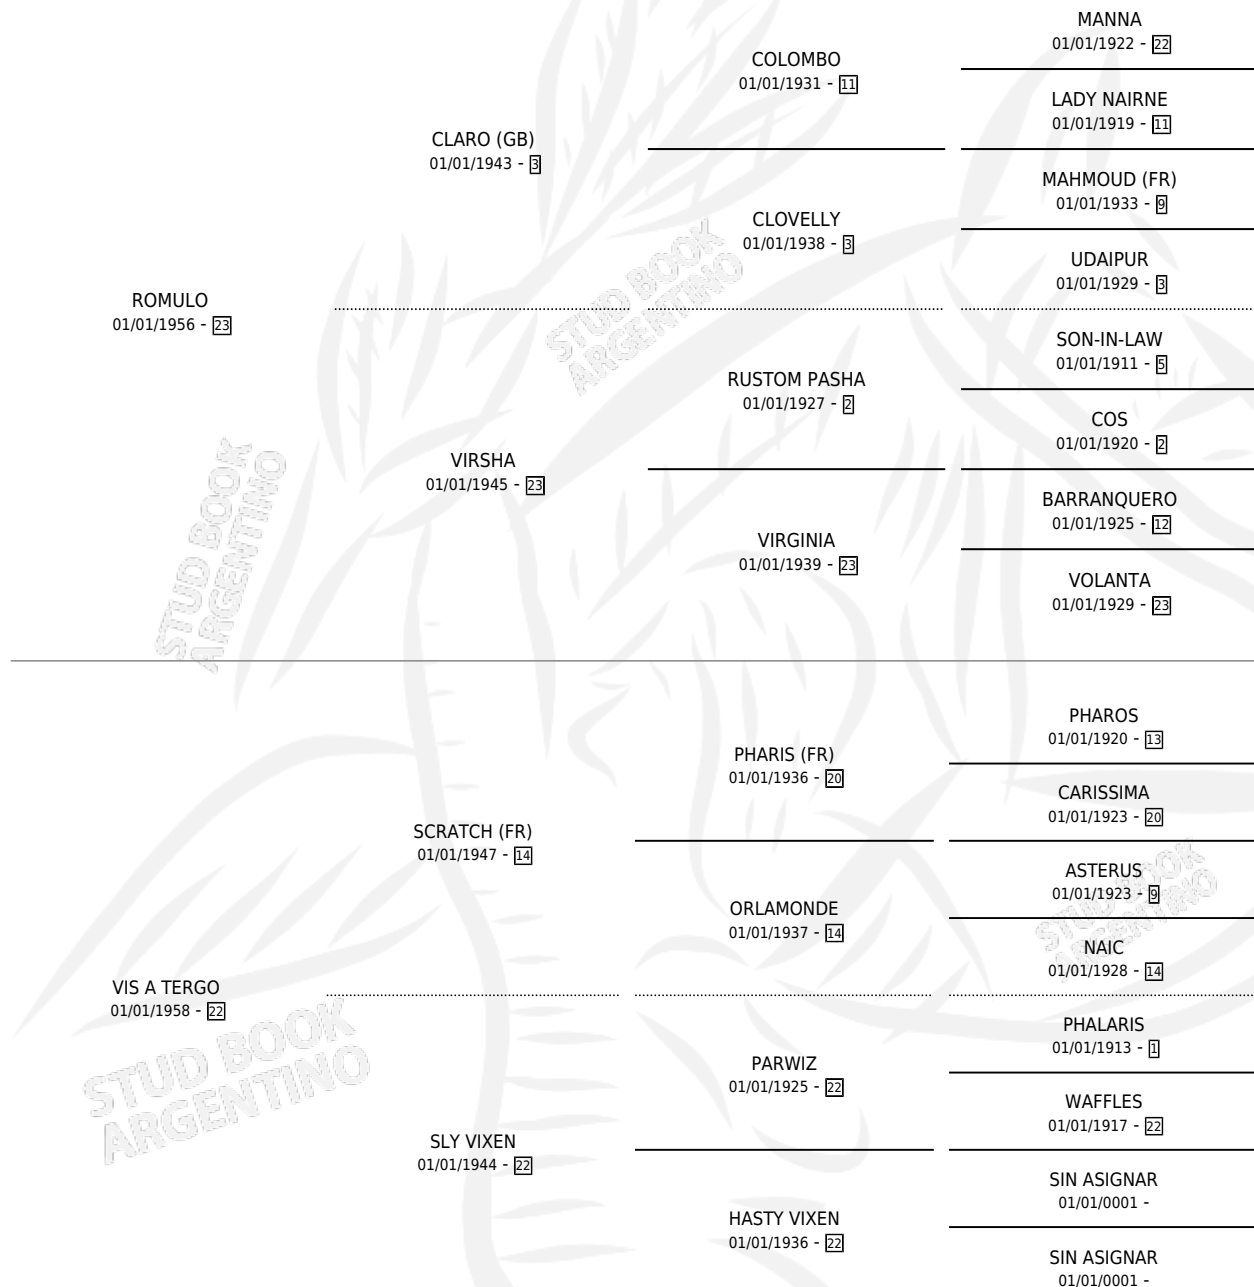 MANNA
01/01/1922 - 22
COLOMBO
01/01/1931 - 11
LADY NAIRNE
01/01/1919 - 11
CLARO (GB)
01/01/1943 - 3
MAHMOUD (FR)
01/01/1933 - 9
CLOVELLY
01/01/1938 - 3
UDAIPUR
01/01/1929 - 3
ROMULO
01/01/1956 - 23
SON-IN-LAW
01/01/1911 - 5
RUSTOM PASHA
01/01/1927 - 2
COS
01/01/1920 - 2
VIRSHA
01/01/1945 - 23
BARRANQUERO
01/01/1925 - 12
VIRGINIA
01/01/1939 - 23
VOLANTA
01/01/1929 - 23
STUD BOOK
ARGENTINO
STUD BOOK
ARGENTINO
PHAROS
01/01/1920 - 13
PHARIS (FR)
01/01/1936 - 20
CARISSIMA
01/01/1923 - 20
SCRATCH (FR)
01/01/1947 - 14
ASTERUS
01/01/1923 - 9
ORLAMONDE
01/01/1937 - 14
NAIC
01/01/1928 - 14
VIS A TERGO
01/01/1958 - 22
PHALARIS
01/01/1913 - 1
PARWIZ
01/01/1925 - 22
WAFFLES
01/01/1917 - 22
SLY VIXEN
01/01/1944 - 22
SIN ASIGNAR
01/01/0001 -
HASTY VIXEN
01/01/1936 - 22
SIN ASIGNAR
01/01/0001 -
STUD BOOK
ARGENTINO
STUD BOOK
ARGENTINO